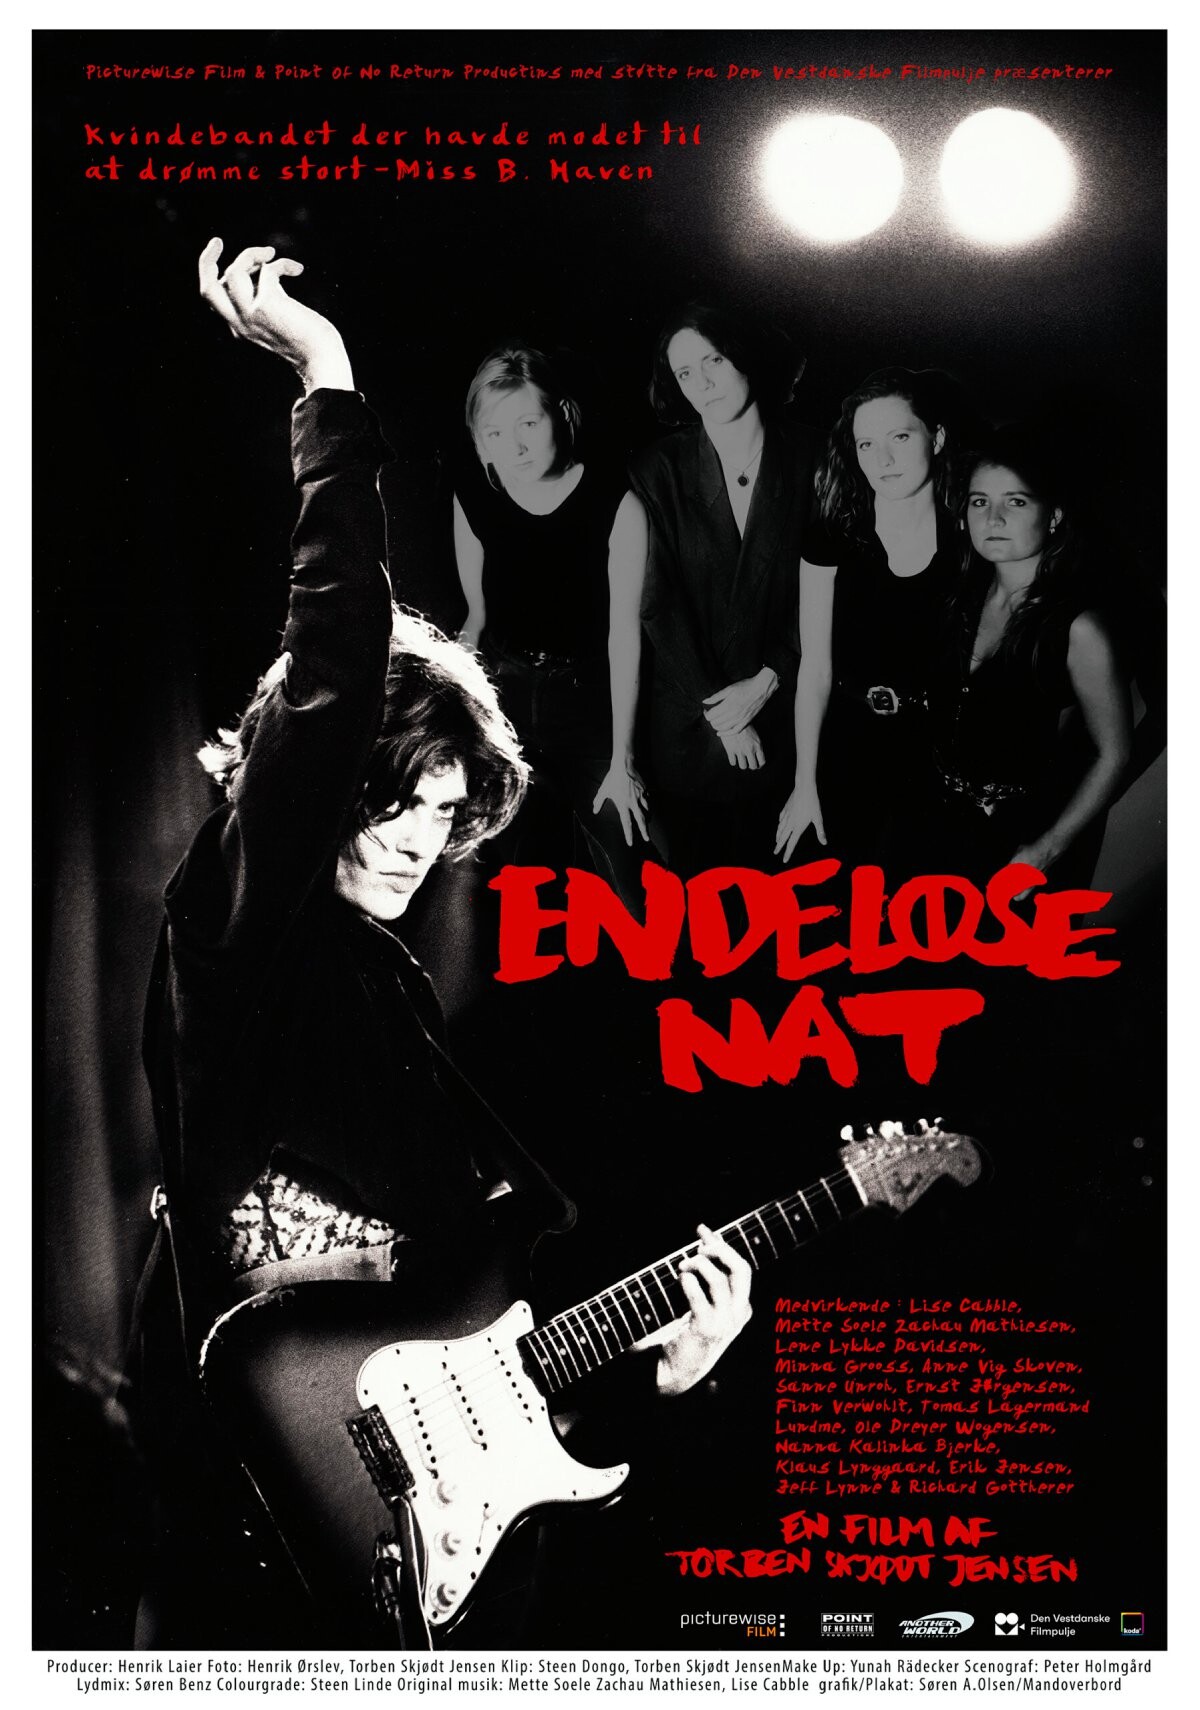 Picturewise Film & Point of No Return Productins med støtte fra Den Vestdanske Filmpulje præsenterer
Kvindebandet der havde modet til
at drømme stort - Miss B. Haven
ENDELØSE
NAT
Medvirkende : Lise Cabble,
Mette Soele Zachau Mathiesen,
Lene Lykke Davidsen,
Minna Grooss, Anne Vig Skoven,
Sanne Unroh, Ernst Jørgensen,
Finn Verwohlt, Tomas Lagermand
Lundme, Ole Dreyer Wogensen,
Nanna Kalinka Bjerke,
Klaus Lynggaard, Erik Jensen,
Jeff Lynne & Richard Gottherer
EN FILM AF
TORBEN SKJØDT JENSEN
picturewise:
FILM
POINT
OF NO RETURN
PRODUCTIONS
ANOTHER
WORLD
ENTERTAINMENT
Den Vestdanske
Filmpulje
koda
Producer: Henrik Laier Foto: Henrik Ørslev, Torben Skjødt Jensen Klip: Steen Dongo, Torben Skjødt JensenMake Up: Yunah Rädecker Scenograf: Peter Holmgård
Lydmix: Søren Benz Colourgrade: Steen Linde Original musik: Mette Soele Zachau Mathiesen, Lise Cabble grafik/Plakat: Søren A.Olsen/Mandoverbord